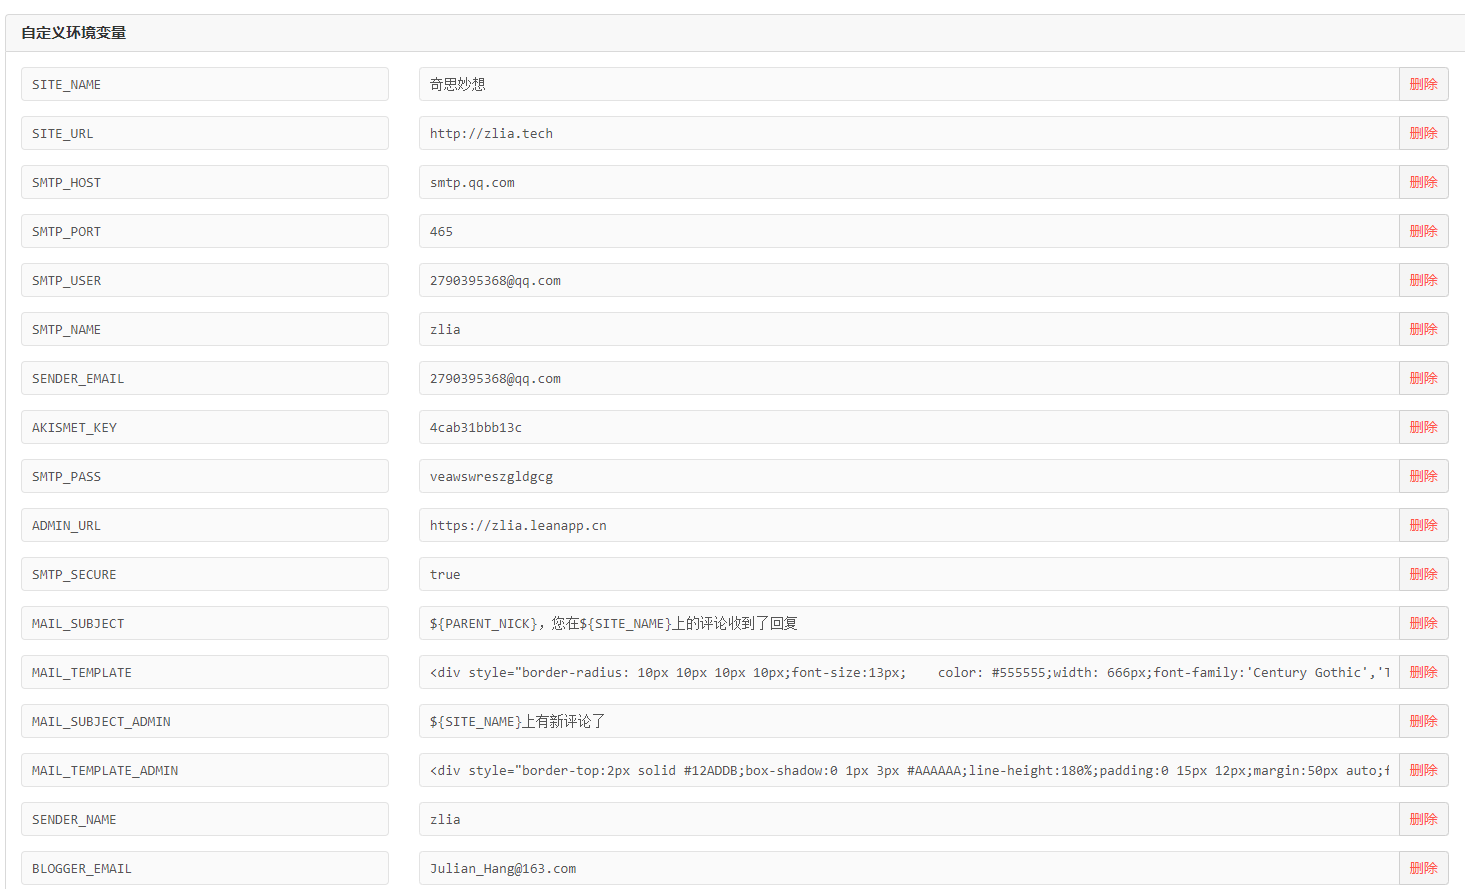 自定义环境变量
SITE_NAME 奇思妙想 删除
SITE_URL http://zlia.tech 删除
SMTP_HOST smtp.qq.com 删除
SMTP_PORT 465 删除
SMTP_USER 2790395368@qq.com 删除
SMTP_NAME zlia 删除
SENDER_EMAIL 2790395368@qq.com 删除
AKISMET_KEY 4cab31bbb13c 删除
SMTP_PASS veawswreszgldgcg 删除
ADMIN_URL https://zlia.leanapp.cn 删除
SMTP_SECURE true 删除
MAIL_SUBJECT ${PARENT_NICK}，您在${SITE_NAME}上的评论收到了回复 删除
MAIL_TEMPLATE <div style="border-radius: 10px 10px 10px 10px;font-size:13px;    color: #555555;width: 666px;font-family:'Century Gothic','T 删除
MAIL_SUBJECT_ADMIN ${SITE_NAME}上有新评论了 删除
MAIL_TEMPLATE_ADMIN <div style="border-top:2px solid #12ADDB;box-shadow:0 1px 3px #AAAAAA;line-height:180%;padding:0 15px 12px;margin:50px auto;f 删除
SENDER_NAME zlia 删除
BLOGGER_EMAIL Julian_Hang@163.com 删除